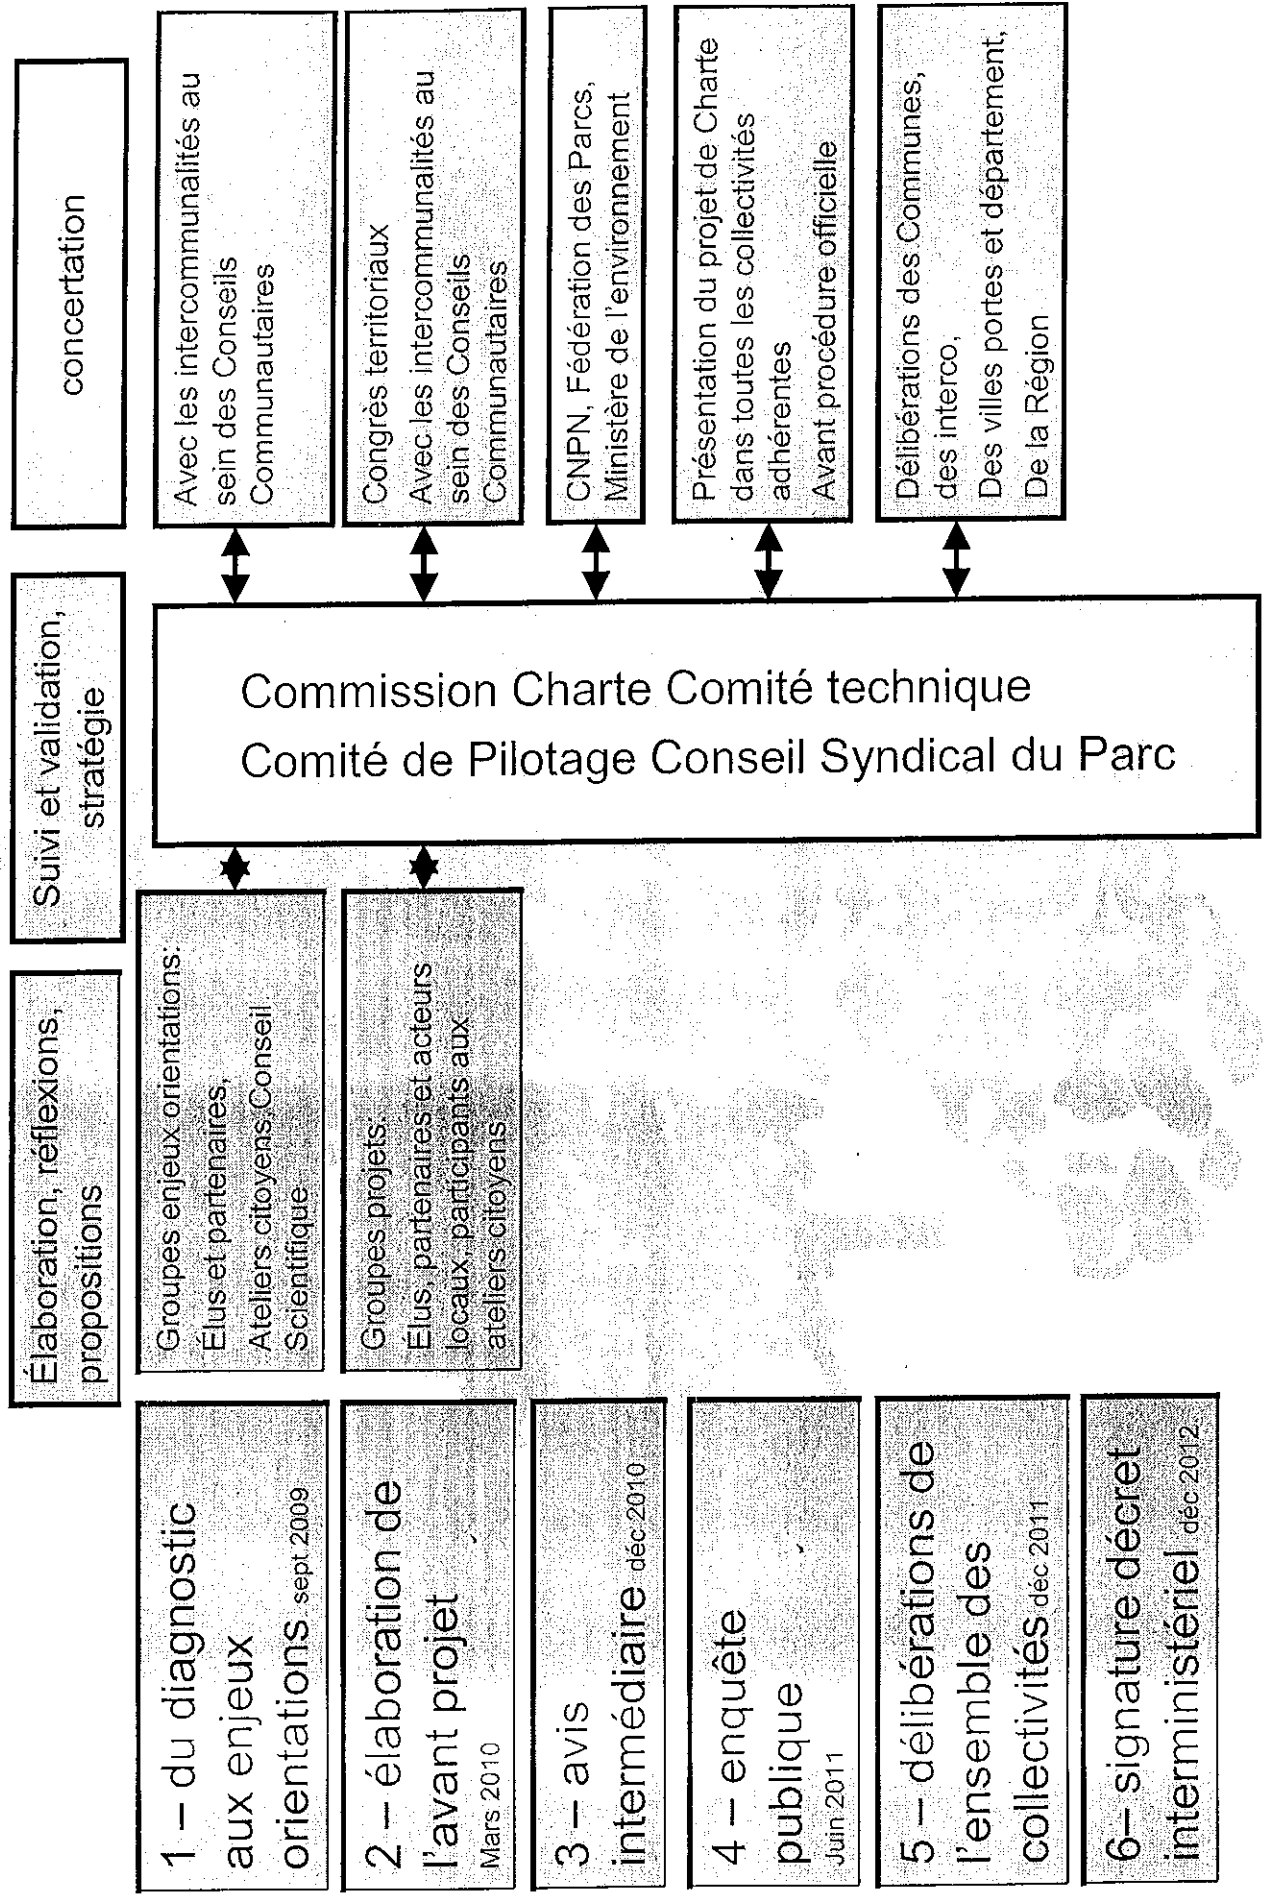 Élaboration, réflexions,
propositions
Suivi et validation,
stratégie
concertation
1 – du diagnostic
aux enjeux
orientations sept 2009
Groupes enjeux orientations:
Élus et partenaires,
Ateliers citoyens Conseil
Scientifique
Avec les intercommunalités au
sein des Conseils
Communautaires
2 – élaboration de
l'avant projet
Mars 2010
Groupes projets:
Élus, partenaires et acteurs
locaux, participants aux
ateliers citoyens
Congrès territoriaux
Avec les intercommunalités au
sein des Conseils
Communautaires
Commission Charte Comité technique
Comité de Pilotage Conseil Syndical du Parc
3 – avis
intermédiaire déc 2010
CNPN, Fédération des Parcs,
Ministère de l'environnement
4 – enquête
publique
Juin 2011
Présentation du projet de Charte
dans toutes les collectivités
adhérentes
Avant procédure officielle
5 – délibérations de
l'ensemble des
collectivités déc 2011
Délibérations des Communes,
des interco,
Des villes portes et département,
De la Région
6– signature décret
interministériel déc 2012